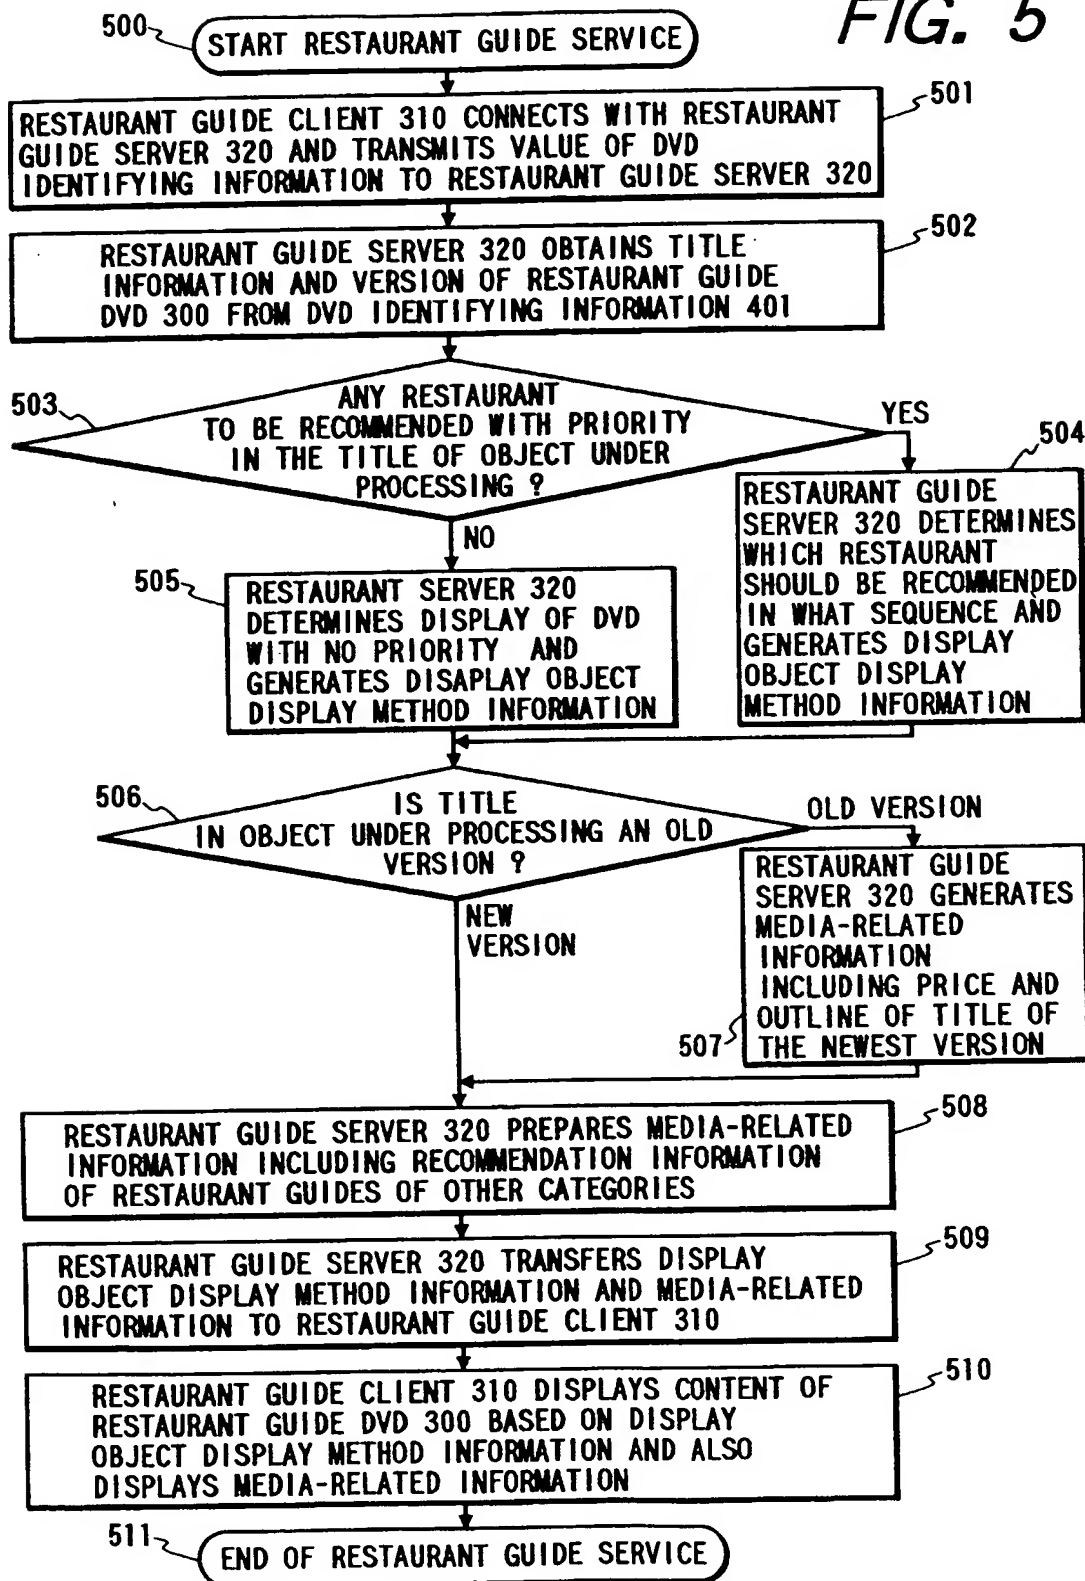 FIG. 5
500
START RESTAURANT GUIDE SERVICE
501
RESTAURANT GUIDE CLIENT 310 CONNECTS WITH RESTAURANT
GUIDE SERVER 320 AND TRANSMITS VALUE OF DVD
IDENTIFYING INFORMATION TO RESTAURANT GUIDE SERVER 320
502
RESTAURANT GUIDE SERVER 320 OBTAINS TITLE
INFORMATION AND VERSION OF RESTAURANT GUIDE
DVD 300 FROM DVD IDENTIFYING INFORMATION 401
503
ANY RESTAURANT
TO BE RECOMMENDED WITH PRIORITY
IN THE TITLE OF OBJECT UNDER
PROCESSING ?
YES
504
RESTAURANT GUIDE
SERVER 320 DETERMINES
WHICH RESTAURANT
SHOULD BE RECOMMENDED
IN WHAT SEQUENCE AND
GENERATES DISPLAY
OBJECT DISPLAY
METHOD INFORMATION
NO
505
RESTAURANT SERVER 320
DETERMINES DISPLAY OF DVD
WITH NO PRIORITY AND
GENERATES DISAPLAY OBJECT
DISPLAY METHOD INFORMATION
506
IS TITLE
IN OBJECT UNDER PROCESSING AN OLD
VERSION ?
OLD VERSION
NEW
VERSION
507
RESTAURANT GUIDE
SERVER 320 GENERATES
MEDIA-RELATED
INFORMATION
INCLUDING PRICE AND
OUTLINE OF TITLE OF
THE NEWEST VERSION
508
RESTAURANT GUIDE SERVER 320 PREPARES MEDIA-RELATED
INFORMATION INCLUDING RECOMMENDATION INFORMATION
OF RESTAURANT GUIDES OF OTHER CATEGORIES
509
RESTAURANT GUIDE SERVER 320 TRANSFERS DISPLAY
OBJECT DISPLAY METHOD INFORMATION AND MEDIA-RELATED
INFORMATION TO RESTAURANT GUIDE CLIENT 310
510
RESTAURANT GUIDE CLIENT 310 DISPLAYS CONTENT OF
RESTAURANT GUIDE DVD 300 BASED ON DISPLAY
OBJECT DISPLAY METHOD INFORMATION AND ALSO
DISPLAYS MEDIA-RELATED INFORMATION
511
END OF RESTAURANT GUIDE SERVICE